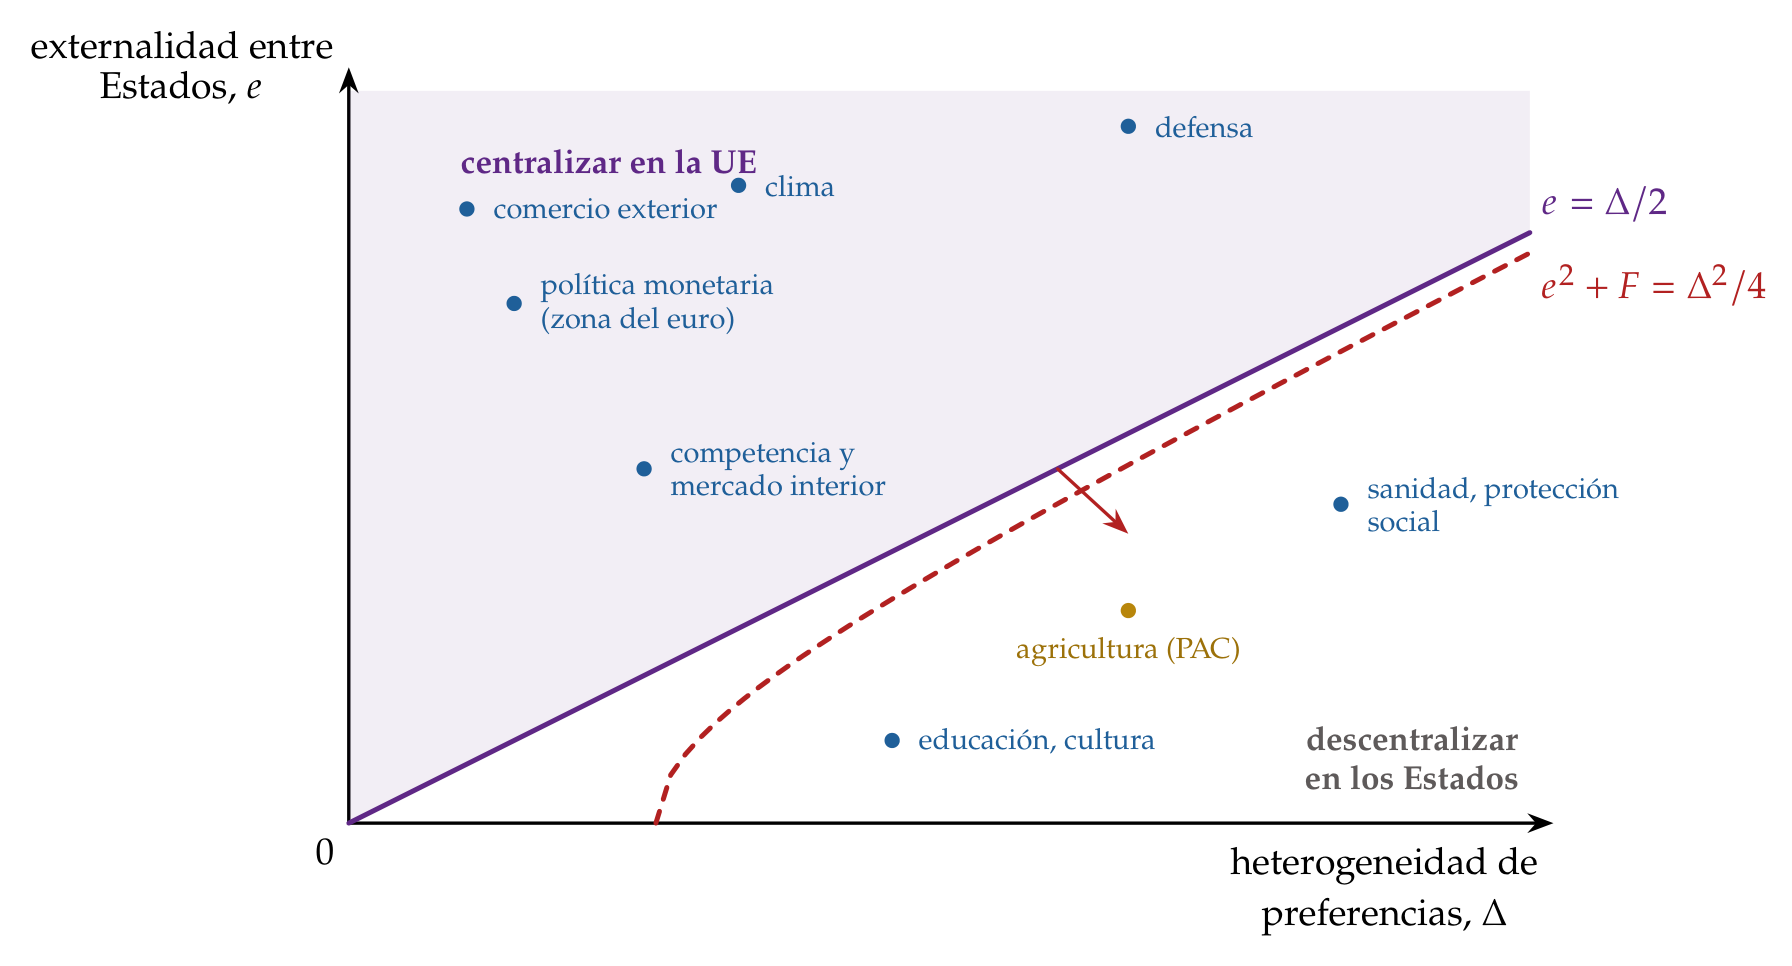 externalidad entre
Estados, e
defensa
centralizar en la UE
clima
comercio exterior
e = Δ/2
e² + F = Δ²/4
política monetaria
(zona del euro)
competencia y
mercado interior
sanidad, protección
social
agricultura (PAC)
educación, cultura
descentralizar
en los Estados
0
heterogeneidad de
preferencias, Δ